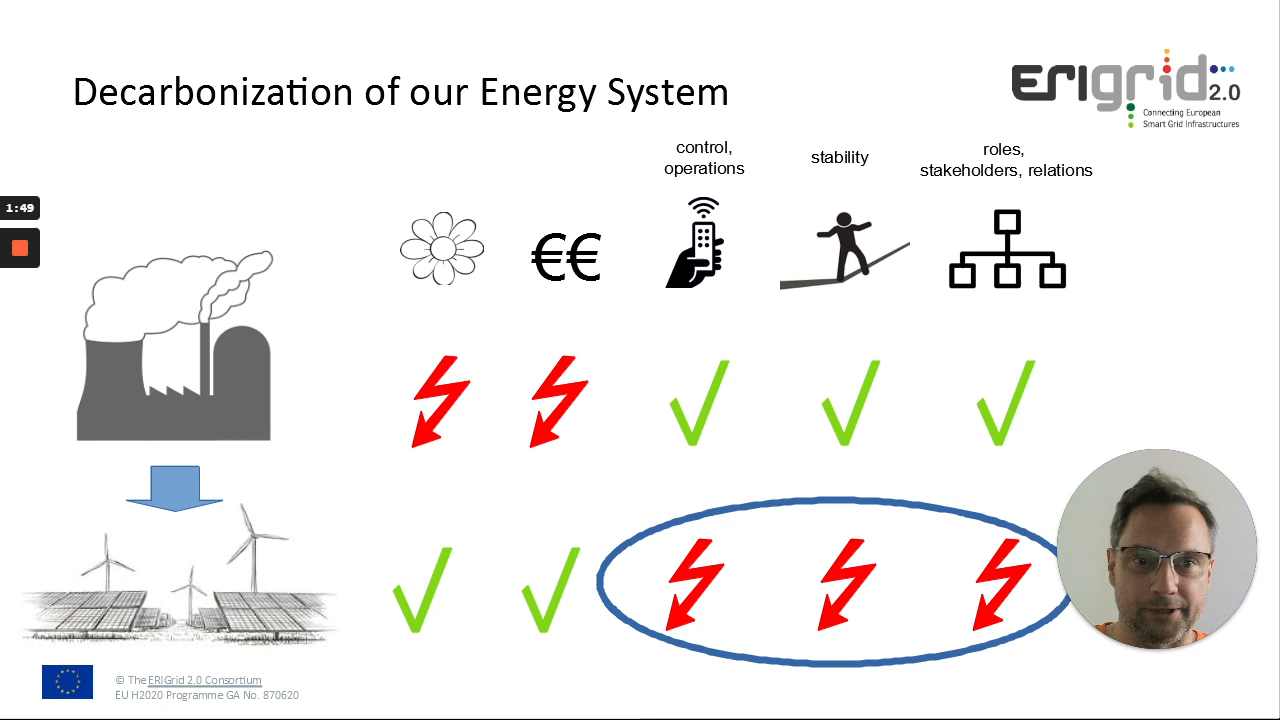 Decarbonization of our Energy System
ERIgrid 2.0
Connecting European
Smart Grid Infrastructures
control,
operations
stability
roles,
stakeholders, relations
1:49
€€
© The ERIGrid 2.0 Consortium
EU H2020 Programme GA No. 870620